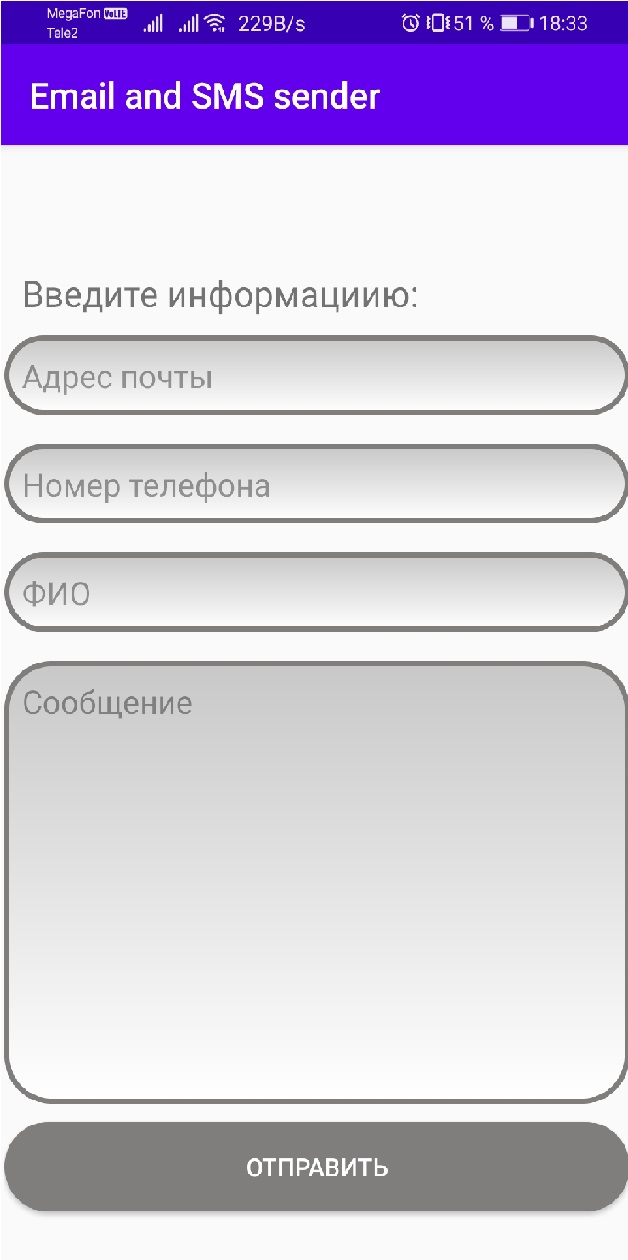 MegaFon VoLTE
Tele2
229B/s
51 % 18:33
Email and SMS sender
Введите информациию:
Адрес почты
Номер телефона
ФИО
Сообщение
ОТПРАВИТЬ